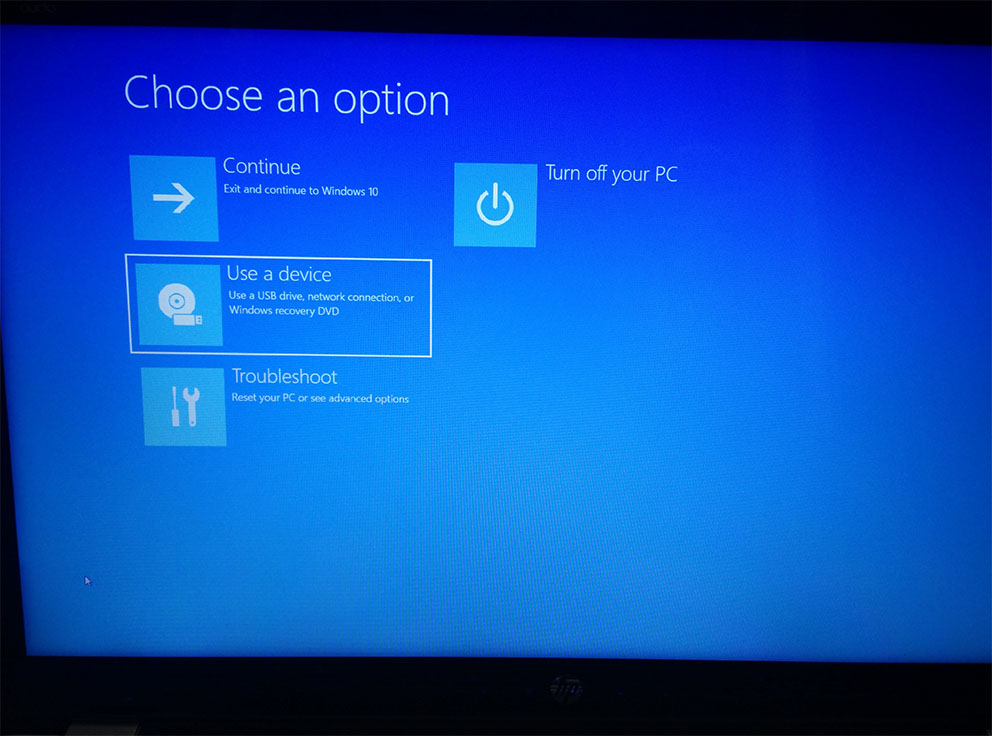 Choose an option
Continue
Exit and continue to Windows 10
Turn off your PC
Use a device
Use a USB drive, network connection, or
Windows recovery DVD
Troubleshoot
Reset your PC or see advanced options
hp